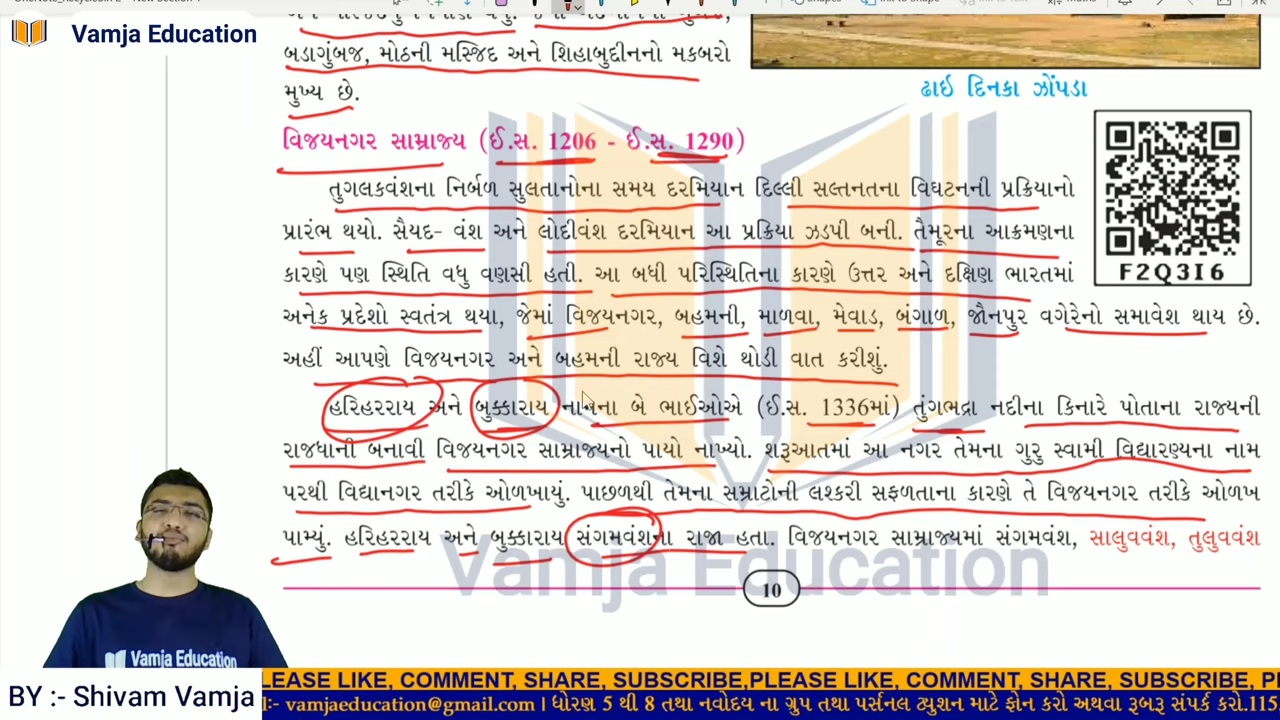 Vamja Education
બડાગુંબજ, મોઠની મસ્જિદ અને શિહાબુદ્દીનનો મકબરો
મુખ્ય છે.
ઢાઇ દિનકા ઝોંપડા
વિજયનગર સામ્રાજ્ય (ઈ.સ. 1206 - ઈ.સ. 1290)
તુગલકવંશના નિર્બળ સુલતાનોના સમય દરમિયાન દિલ્લી સલ્તનતના વિઘટનની પ્રક્રિયાનો
પ્રારંભ થયો. સૈયદ- વંશ અને લોદીવંશ દરમિયાન આ પ્રક્રિયા ઝડપી બની. તૈમૂરના આક્રમણના
કારણે પણ સ્થિતિ વધુ વણસી હતી. આ બધી પરિસ્થિતિના કારણે ઉત્તર અને દક્ષિણ ભારતમાં
F2Q3I6
અનેક પ્રદેશો સ્વતંત્ર થયા, જેમાં વિજયનગર, બહમની, માળવા, મેવાડ, બંગાળ, જૌનપુર વગેરેનો સમાવેશ થાય છે.
અહીં આપણે વિજયનગર અને બહમની રાજ્ય વિશે થોડી વાત કરીશું.
હરિહરરાય અને બુક્કારાય નામના બે ભાઈઓએ (ઈ.સ. 1336માં) તુંગભદ્રા નદીના કિનારે પોતાના રાજ્યની
રાજધાની બનાવી વિજયનગર સામ્રાજ્યનો પાયો નાખ્યો. શરૂઆતમાં આ નગર તેમના ગુરુ સ્વામી વિદ્યારણ્યના નામ
પરથી વિદ્યાનગર તરીકે ઓળખાયું. પાછળથી તેમના સમ્રાટોની લશ્કરી સફળતાના કારણે તે વિજયનગર તરીકે ઓળખ
પામ્યું. હરિહરરાય અને બુક્કારાય સંગમવંશના રાજા હતા. વિજયનગર સામ્રાજ્યમાં સંગમવંશ, સાલુવવંશ, તુલુવવંશ
Vamja Education
10
Vamja Education
BY :- Shivam Vamja
LEASE LIKE, COMMENT, SHARE, SUBSCRIBE,PLEASE LIKE, COMMENT, SHARE, SUBSCRIBE,
:- vamjaeducation@gmail.com | ધોરણ 5 થી 8 તથા નવોદય ના ગ્રુપ તથા પર્સનલ ટ્યુશન માટે ફોન કરો અથવા રૂબરૂ સંપર્ક કરો.115